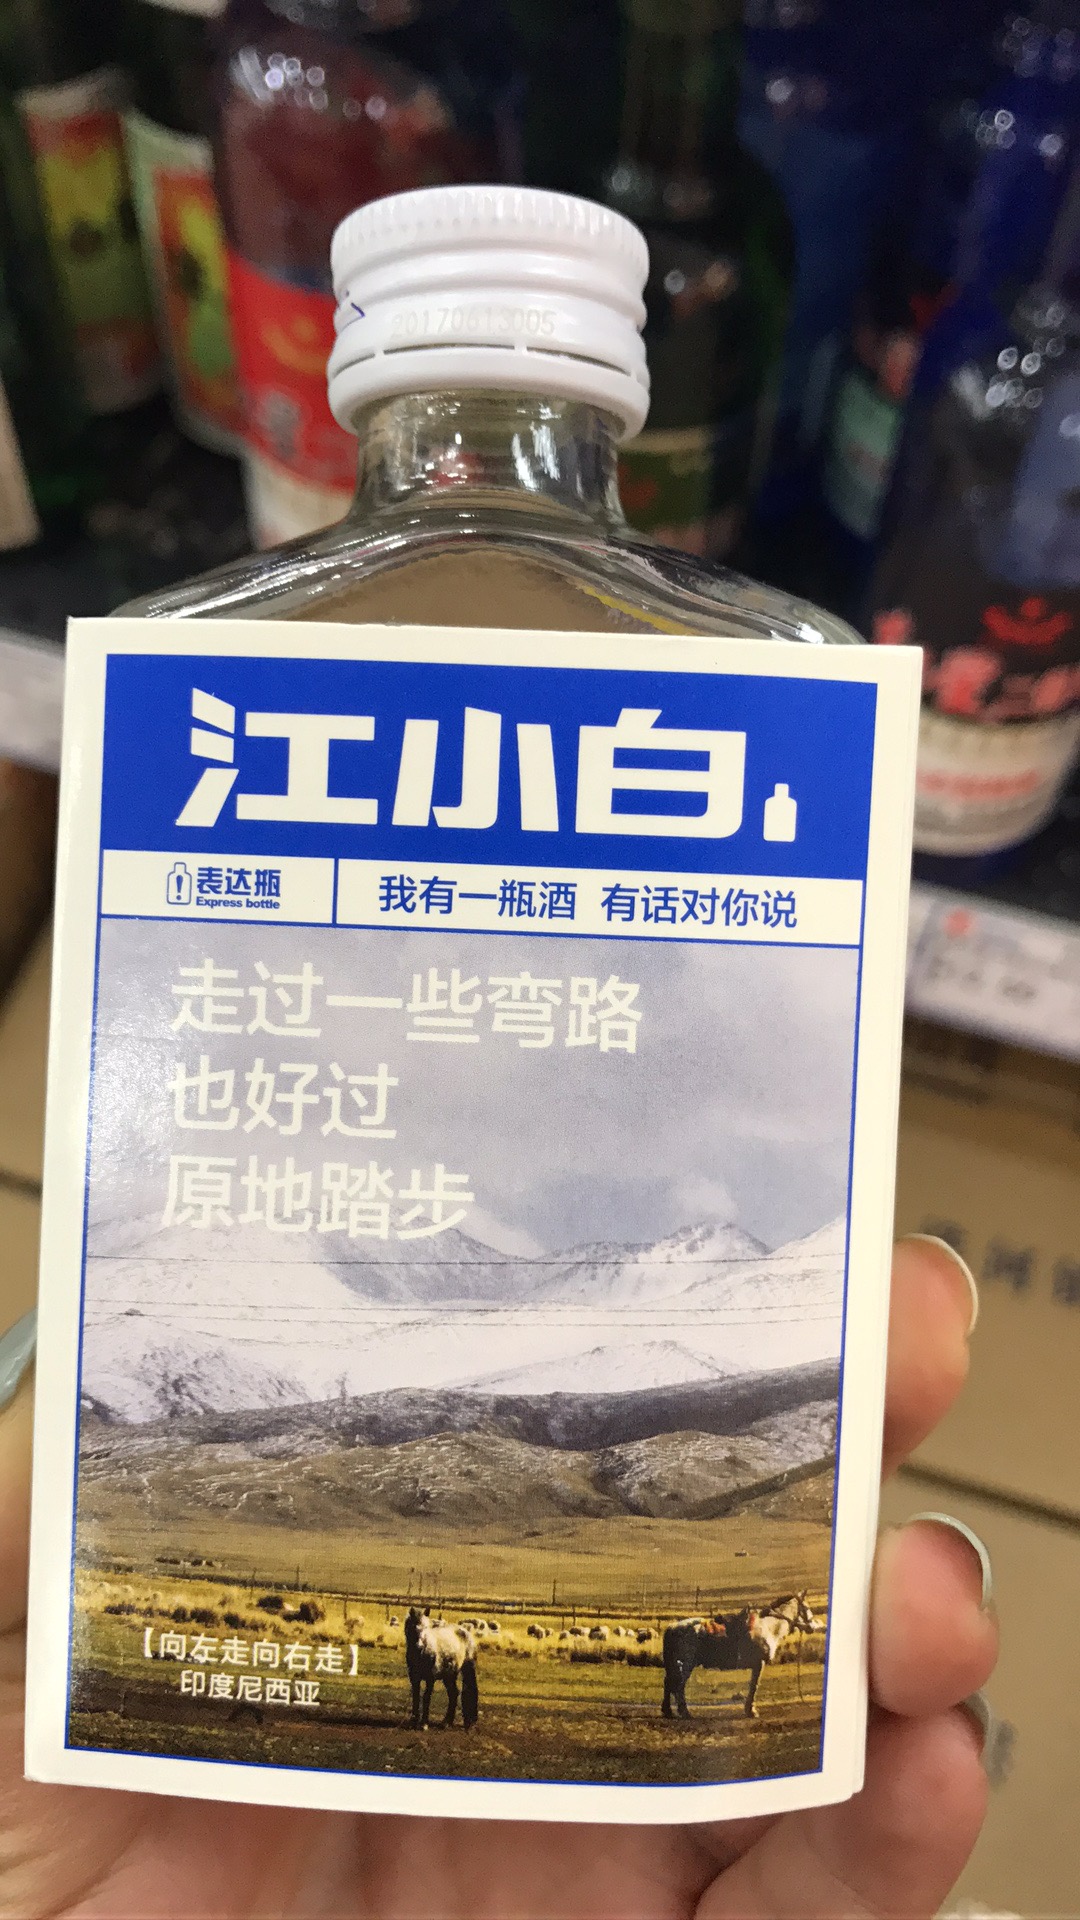 20170613005
江小白
表达瓶
Express bottle
我有一瓶酒 有话对你说
走过一些弯路
也好过
原地踏步
【向左走向右走】
印度尼西亚